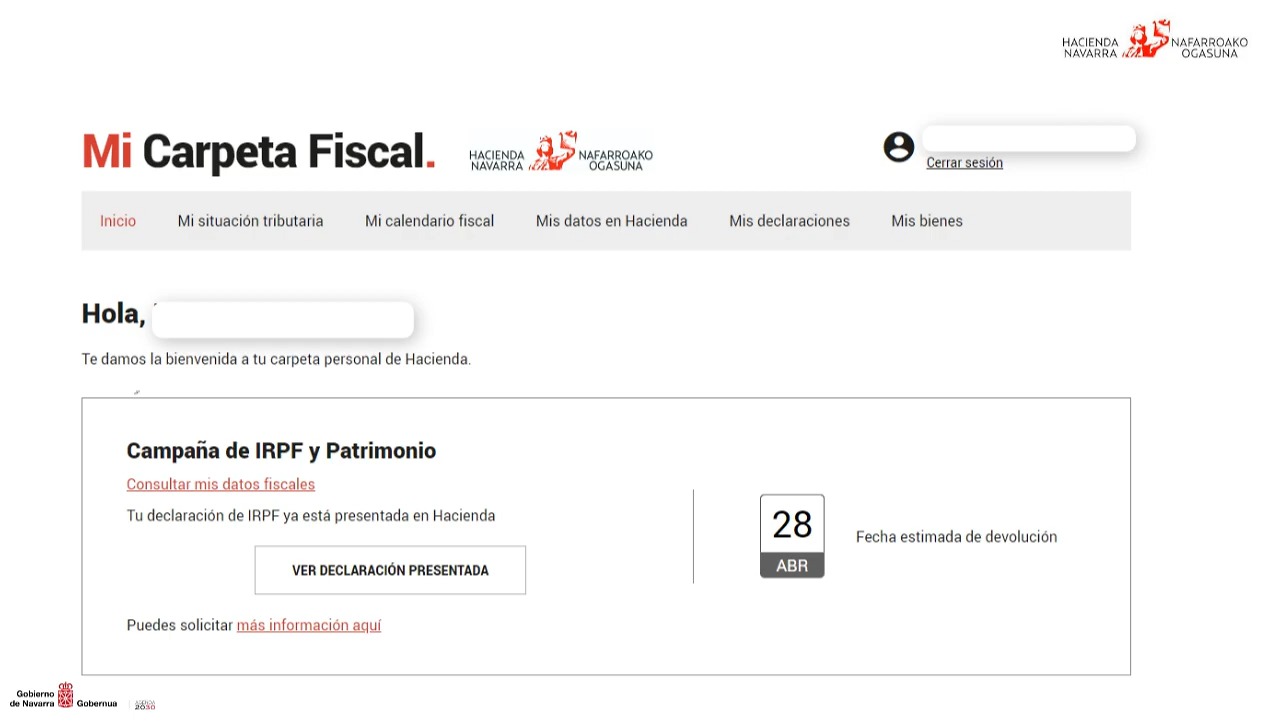 HACIENDA NAFARROAKO
NAVARRA OGASUNA
Mi Carpeta Fiscal.
HACIENDA NAFARROAKO
NAVARRA OGASUNA
Cerrar sesión
Inicio Mi situación tributaria Mi calendario fiscal Mis datos en Hacienda Mis declaraciones Mis bienes
Hola,
Te damos la bienvenida a tu carpeta personal de Hacienda.
Campaña de IRPF y Patrimonio
Consultar mis datos fiscales
Tu declaración de IRPF ya está presentada en Hacienda
VER DECLARACIÓN PRESENTADA
Puedes solicitar más información aquí
28
ABR
Fecha estimada de devolución
Gobierno
de Navarra Gobernua
AGENDA
2030